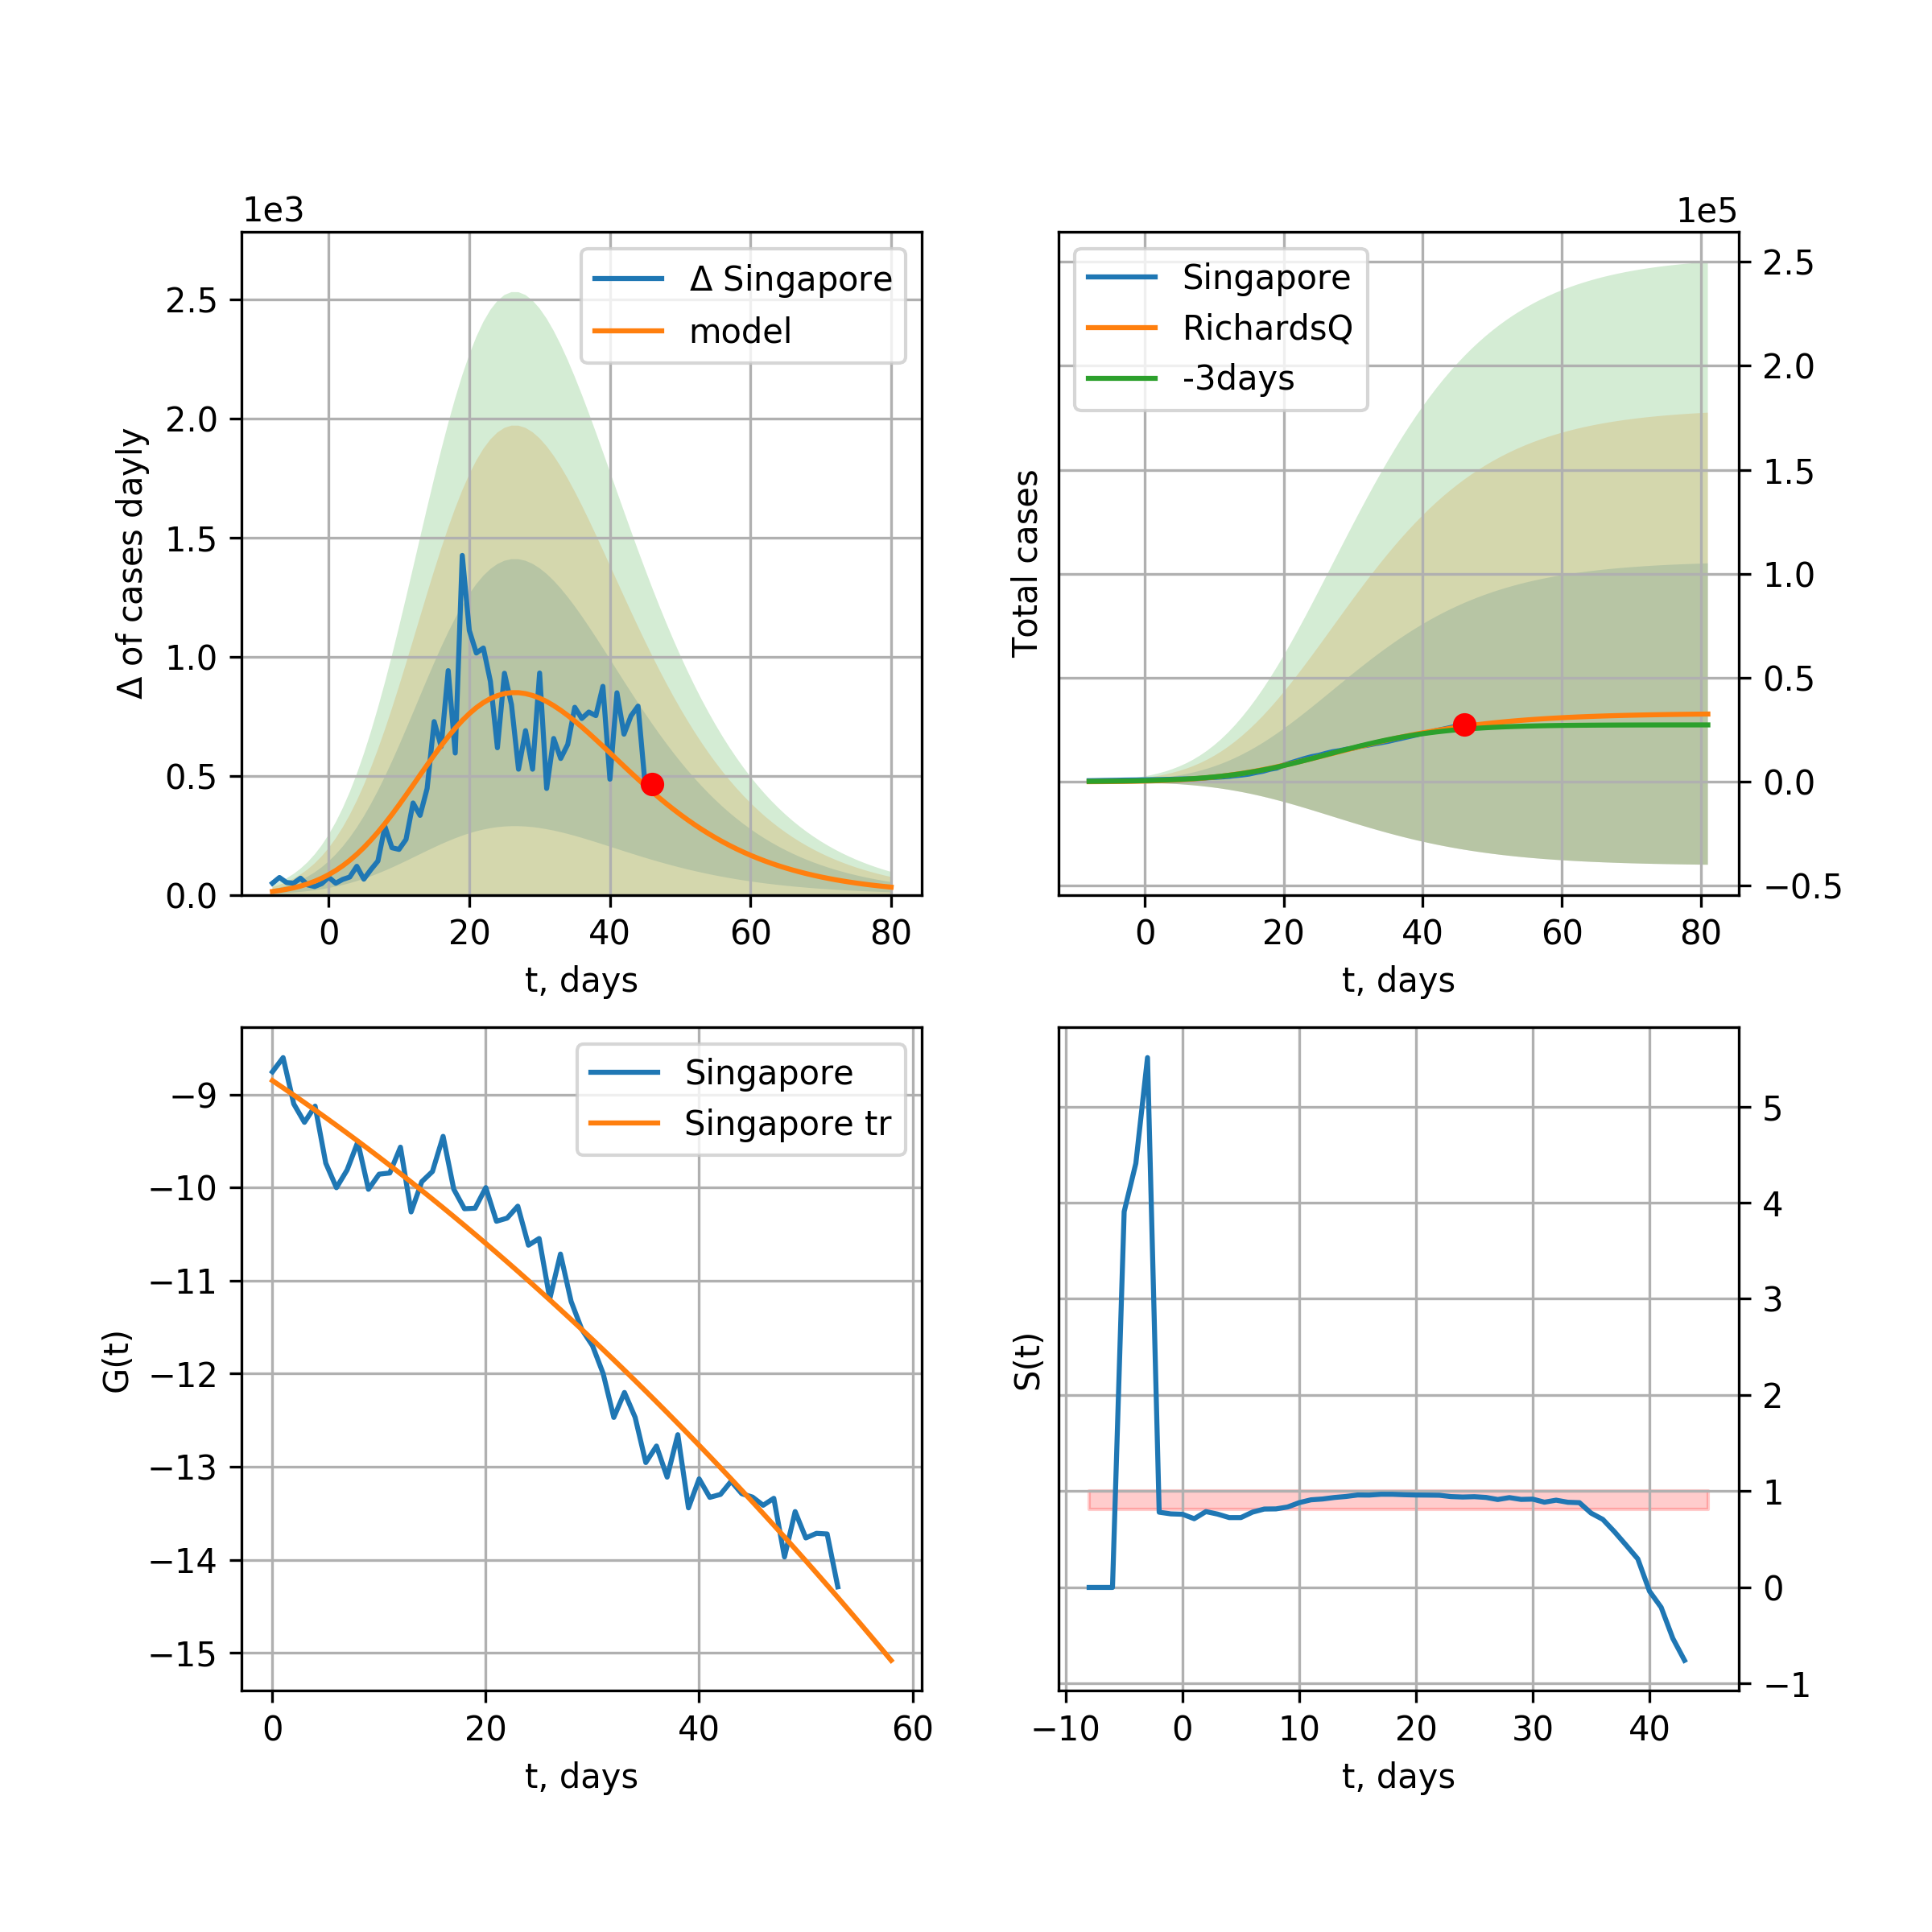 1e3
Δ Singapore
model
2.5
2.0
1.5
1.0
0.5
0.0
Δ of cases dayly
0 20 40 60 80
t, days
1e5
Singapore
RichardsQ
-3days
2.5
2.0
1.5
1.0
0.5
0.0
−0.5
Total cases
0 20 40 60 80
t, days
Singapore
Singapore tr
−9
−10
−11
−12
−13
−14
−15
G(t)
0 20 40 60
t, days
5
4
3
2
1
0
−1
S(t)
−10 0 10 20 30 40
t, days